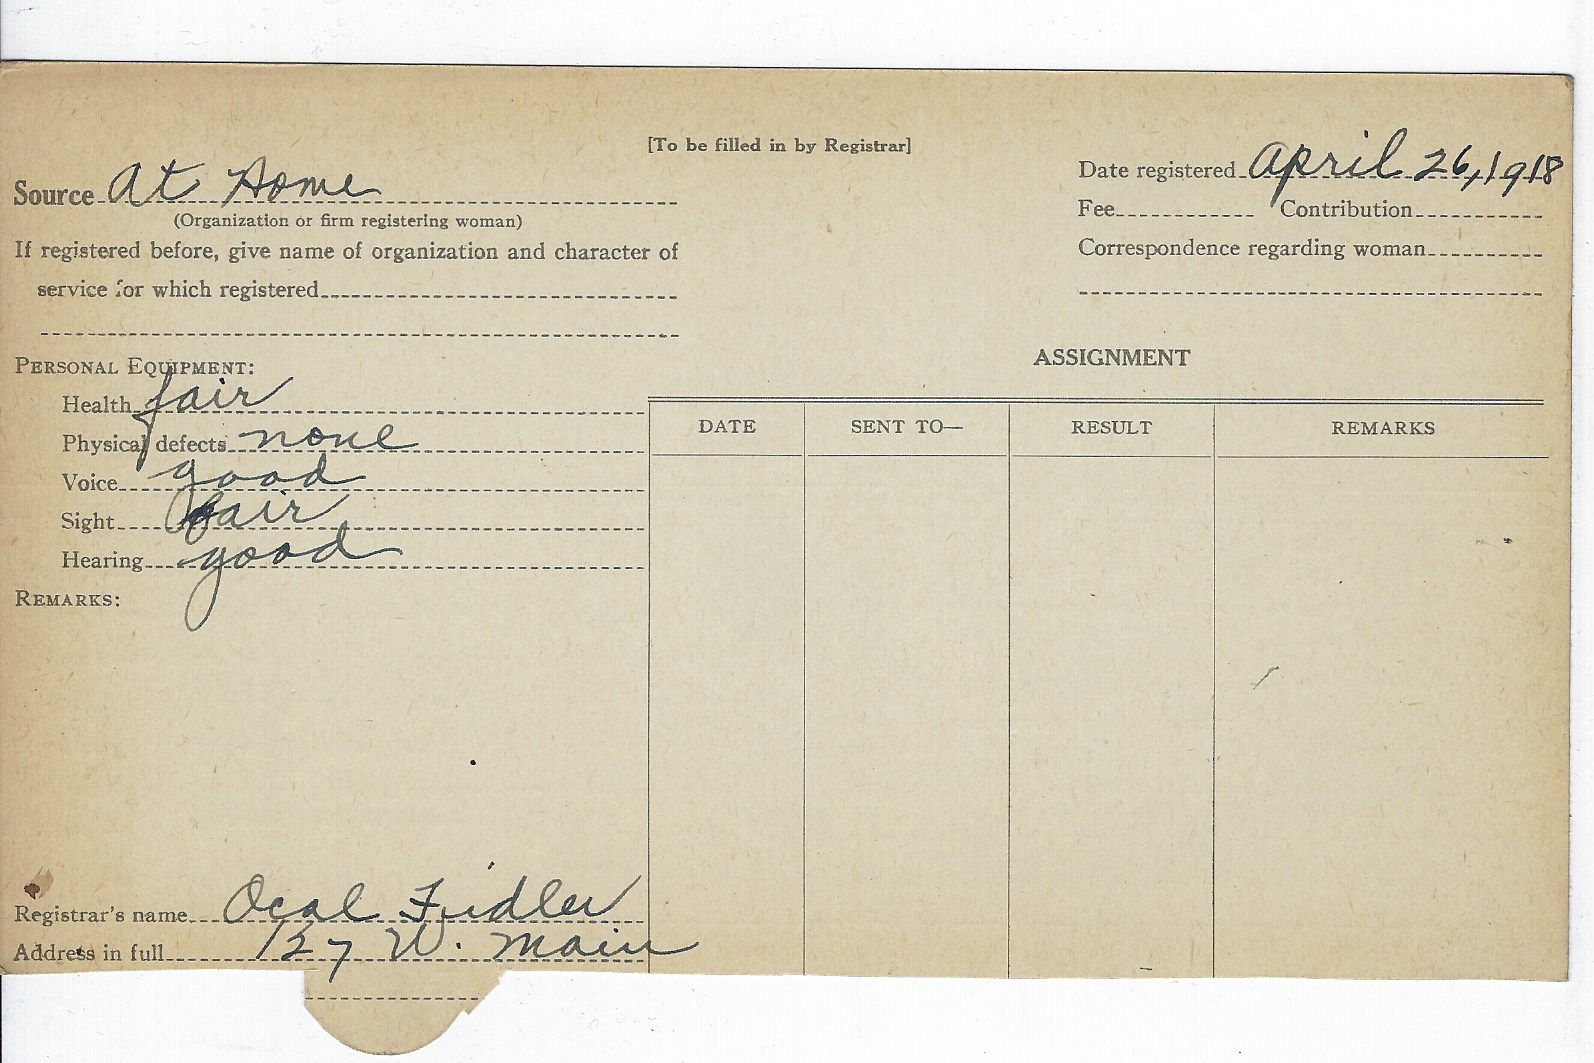 [To be filled in by Registrar]
Source At Home
(Organization or firm registering woman)
If registered before, give name of organization and character of
service for which registered
Date registered April 26, 1918
Fee Contribution
Correspondence regarding woman
PERSONAL EQUIPMENT:
Health fair
Physical defects none
Voice good
Sight fair
Hearing good
REMARKS:
ASSIGNMENT
DATE SENT TO— RESULT REMARKS
Registrar's name Ocal Fidler
Address in full 127 W. Main